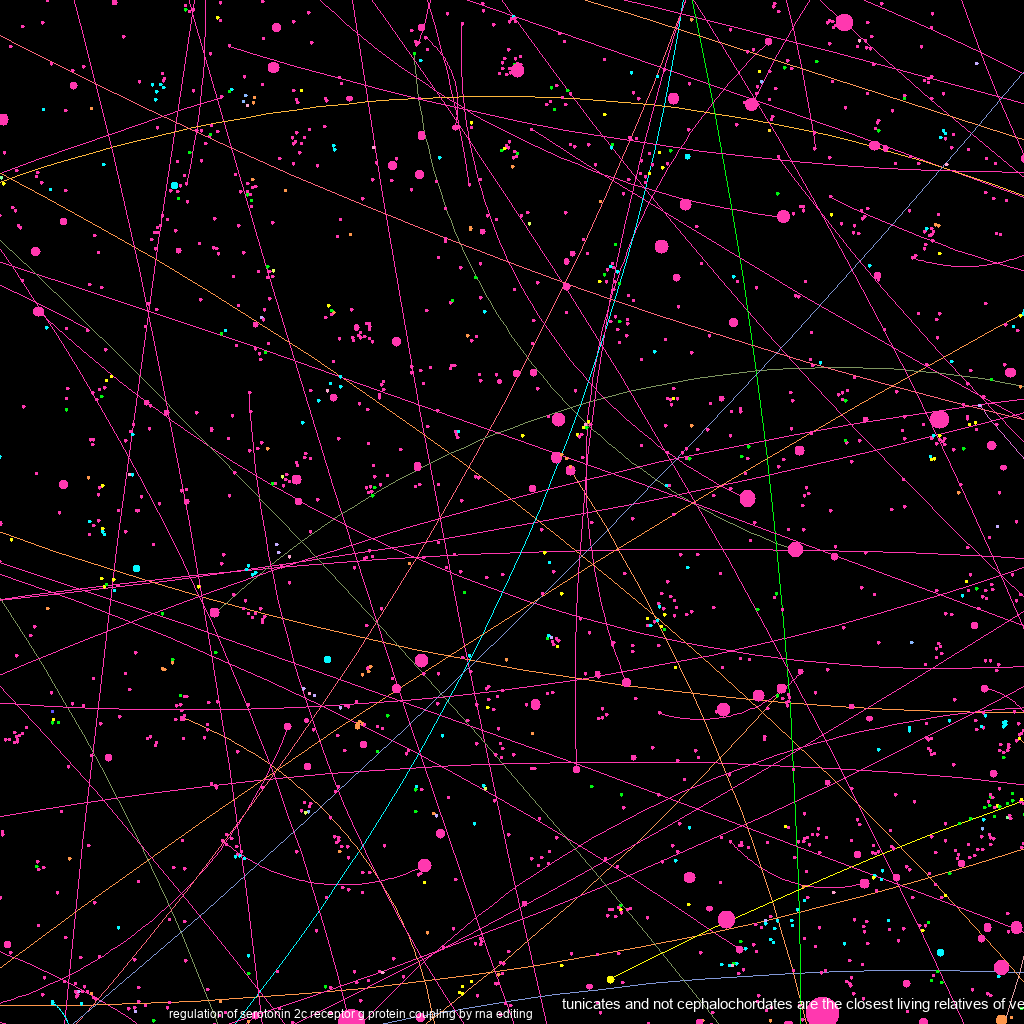 tunicates and not cephalochordates are the closest living relatives of ve
regulation of serotonin 2c receptor g protein coupling by rna editing